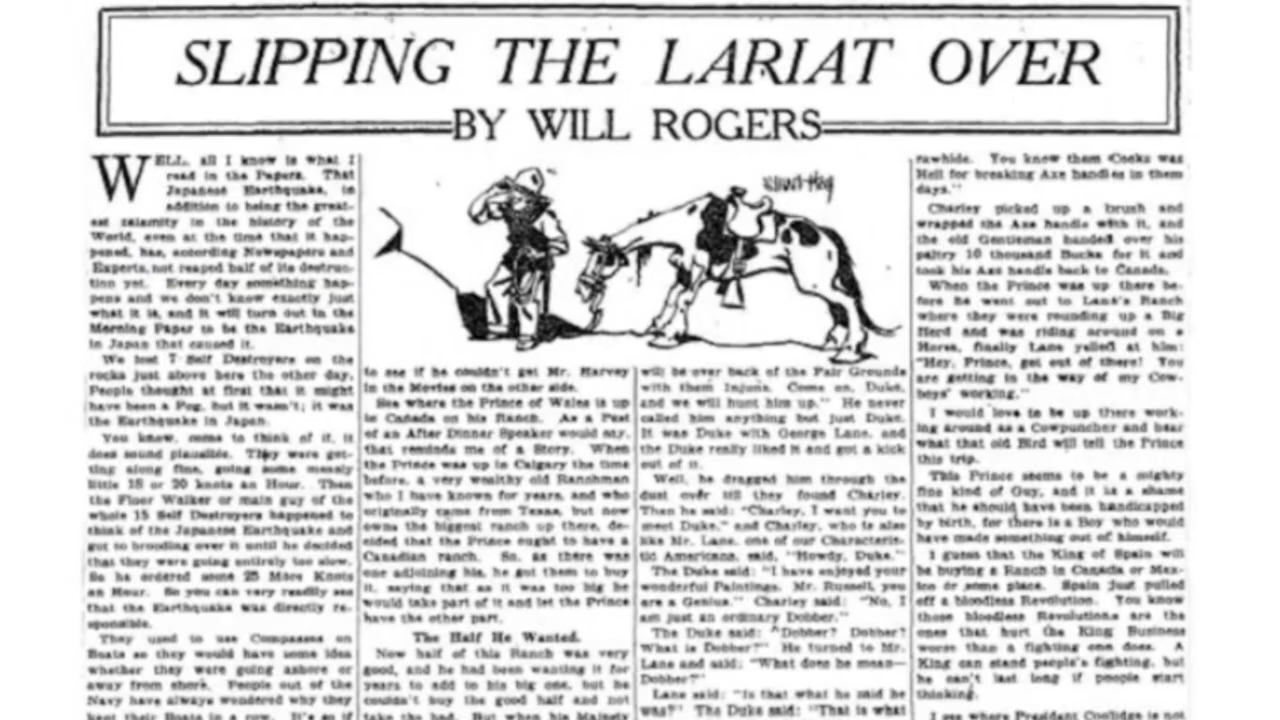 SLIPPING THE LARIAT OVER
BY WILL ROGERS
WELL, all I know is what I
read in the Papers. That
Japanese Earthquake, in
addition to being the great-
est calamity in the history of the
World, even at the time that it hap-
pened, has, according Newspapers and
Experts, not reaped half of its destruc-
tion yet. Every day something hap-
pens and we don't know exactly just
what it is, and it will turn out in the
Morning Paper to be the Earthquake
in Japan that caused it.
We lost 7 Self Destroyers on the
rocks just above here the other day.
People thought at first that it might
have been a Fog, but it wasn't; it was
the Earthquake in Japan.
You know, come to think of it, it
does sound plausible. They were get-
ting along fine, going some measly
little 18 or 20 knots an Hour. Then
the Floor Walker or main guy of the
whole 15 Self Destroyers happened to
think of the Japanese Earthquake and
got to brooding over it until he decided
that they were going entirely too slow.
So he ordered some 25 More Knots
an Hour. So you can very readily see
that the Earthquake was directly re-
sponsible.
They used to use Compasses on
Boats so they would have some idea
whether they were going ashore or
away from shore. People out of the
Navy have always wondered why they
kept their Boats in a row. It's so if
to see if he couldn't get Mr. Harvey
in the Movies on the other side.
Sea where the Prince of Wales is up
in Canada on his Ranch. As a Pest
of an After Dinner Speaker would say,
that reminds me of a Story. When
the Prince was up in Calgary the time
before, a very wealthy old Ranchman
who I have known for years, and who
originally came from Texas, but now
owns the biggest ranch up there, de-
cided that the Prince ought to have a
Canadian ranch. So, as there was
one adjoining his, he got them to buy
it, saying that as it was too big he
would take part of it and let the Prince
have the other part.
The Half He Wanted.
Now half of this Ranch was very
good, and he had been wanting it for
years to add to his big one, but he
couldn't buy the good half and not
take the bad. But when his Majesty
will be over back of the Fair Grounds
with them Injuns. Come on, Duke,
and we will hunt him up." He never
called him anything but just Duke.
It was Duke with George Lane, and
the Duke really liked it and got a kick
out of it.
Well, he dragged him through the
dust over till they found Charley.
Then he said: "Charley, I want you to
meet Duke," and Charley, who is also
like Mr. Lane, one of our Characteris-
tic Americans, said, "Howdy, Duke."
The Duke said: "I have enjoyed your
wonderful Paintings. Mr. Russell, you
are a Genius." Charley said: "No, I
am just an ordinary Dobber."
The Duke said: "Dobber? Dobber?
What is Dobber?" He turned to Mr.
Lane and said: "What does he mean—
Dobber?"
Lane said: "Is that what he said he
was?" The Duke said: "That is what
rawhide. You know them Cooks was
Hell for breaking Axe handles in them
days."
Charley picked up a brush and
wrapped the Axe handle with it, and
the old Gentleman handed over his
paltry 10 thousand Bucks for it and
took his Axe handle back to Canada.
When the Prince was up there be-
fore he went out to Lane's Ranch
where they were rounding up a Big
Herd and was riding around on a
Horse, finally Lane yelled at him:
"Hey, Prince, get out of there! You
are getting in the way of my Cow-
boys' working."
I would love to be up there work-
ing around as a Cowpuncher and hear
what that old Bird will tell the Prince
this trip.
This Prince seems to be a mighty
fine kind of Guy, and it is a shame
that he should have been handicapped
by birth, for there is a Boy who would
have made something out of himself.
I guess that the King of Spain will
be buying a Ranch in Canada or Mex-
ico or some place. Spain just pulled
off a bloodless Revolution. You know
those bloodless Revolutions are the
ones that hurt the King Business
worse than a fighting one does. A
King can stand people's fighting, but
he can't last long if people start
thinking.
I see where President Coolidge is not